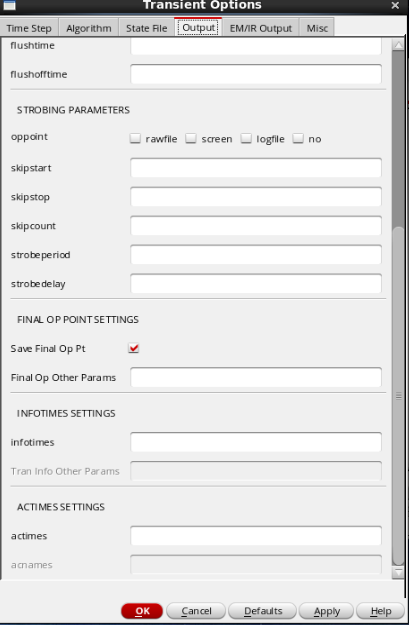 Transient Options
Time Step Algorithm State File Output EM/IR Output Misc
flushtime
flushofftime
STROBING PARAMETERS
oppoint rawfile screen logfile no
skipstart
skipstop
skipcount
strobeperiod
strobedelay
FINAL OP POINT SETTINGS
Save Final Op Pt
Final Op Other Params
INFOTIMES SETTINGS
infotimes
Tran Info Other Params
ACTIMES SETTINGS
actimes
acnames
OK Cancel Defaults Apply Help